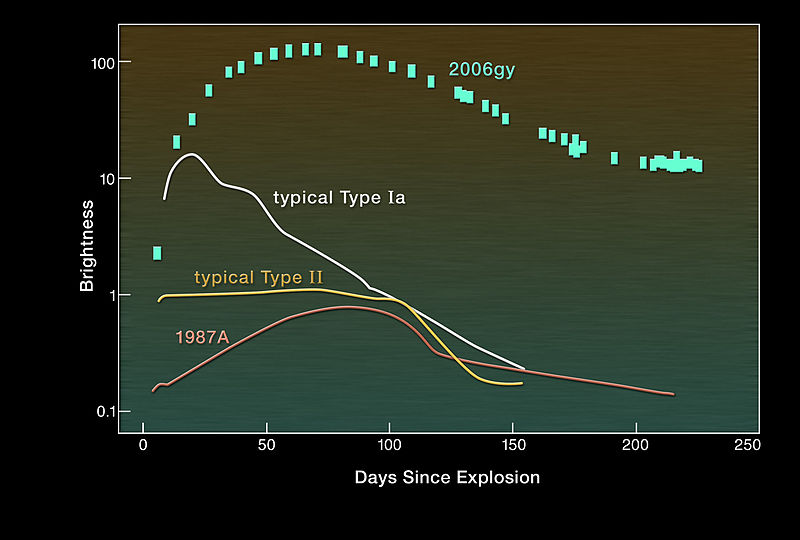 100
2006gy
10
typical Type Ia
Brightness
typical Type II
1
1987A
0.1
0 50 100 150 200 250
Days Since Explosion